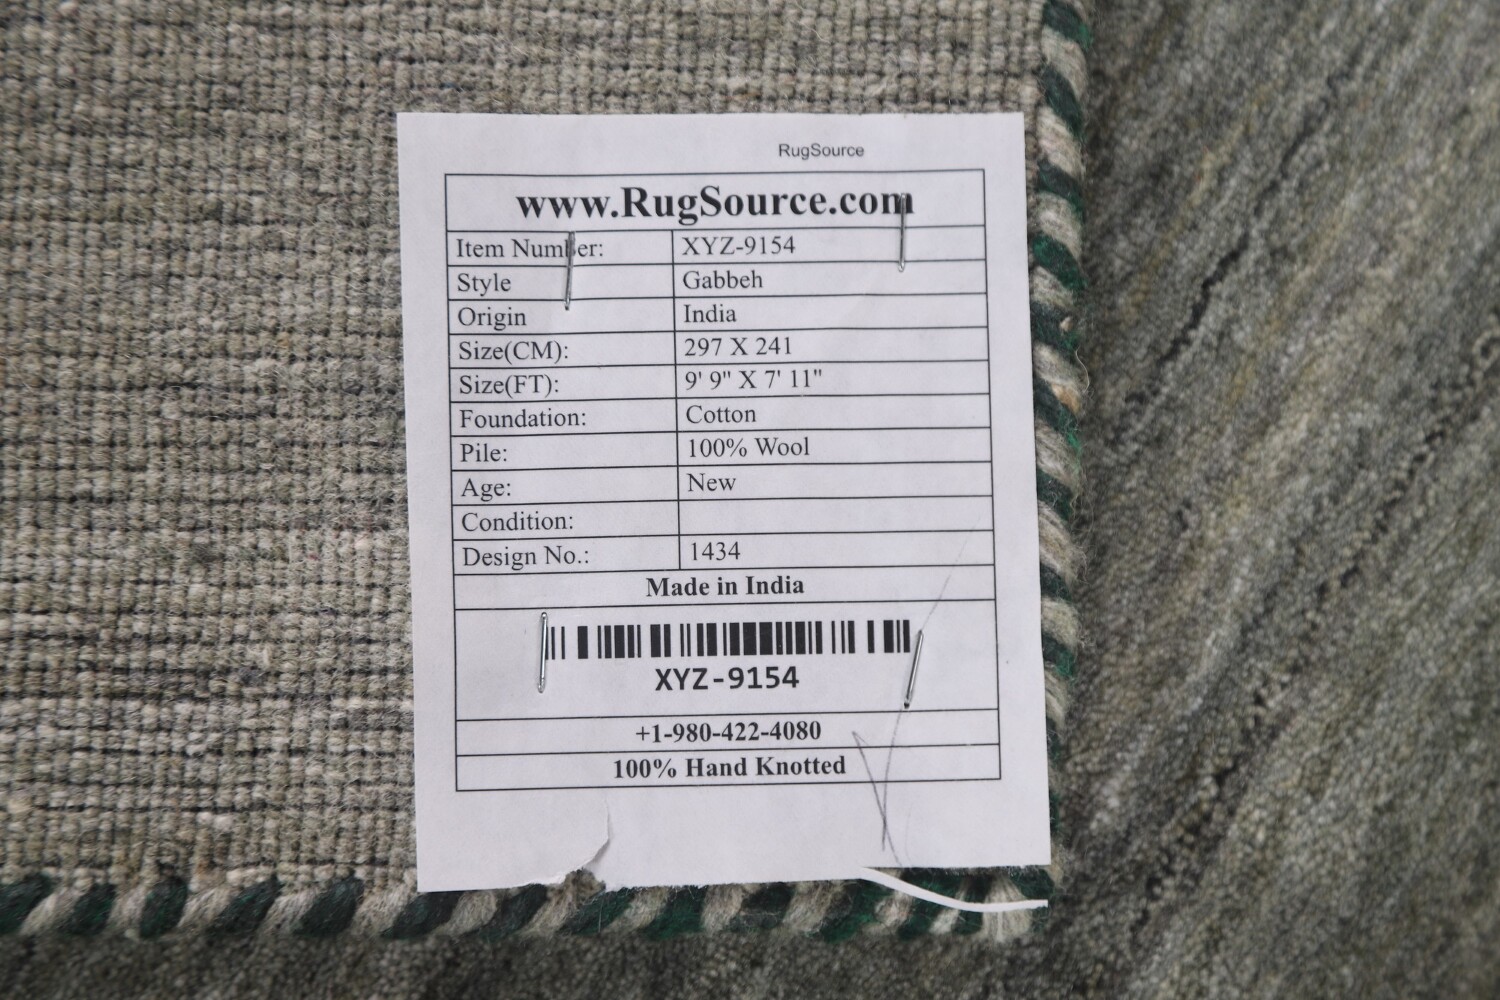 RugSource
www.RugSource.com
Item Number: XYZ-9154
Style Gabbeh
Origin India
Size(CM): 297 X 241
Size(FT): 9' 9" X 7' 11"
Foundation: Cotton
Pile: 100% Wool
Age: New
Condition:
Design No.: 1434
Made in India
XYZ-9154
+1-980-422-4080
100% Hand Knotted